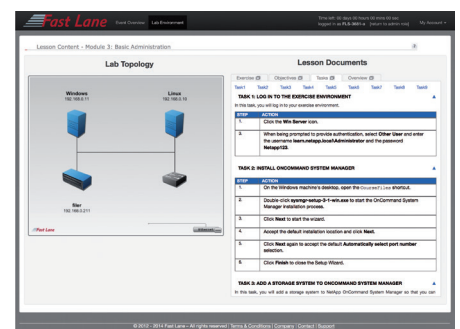 Fast Lane
Event Overview
Lab Environment
My Account
Lesson Content - Module 3: Basic Administration
Lab Topology
Windows
192.168.0.11
Linux
filer
192.168.0.211
Fast Lane
Lesson Documents
Exercise
Objectives
Tasks
Overview
Task1 Task2 Task3 Task4 Task5 Task6 Task7 Task8 Task9
TASK 1: LOG IN TO THE EXERCISE ENVIRONMENT
In this task, you will log in to your exercise environment.
STEP ACTION
1. Click the Win Server icon.
When being prompted to provide authentication, select Other User and enter
the username learn.netapp.local\Administrator and the password
Netapp123.
TASK 2: INSTALL ONCOMMAND SYSTEM MANAGER
STEP ACTION
1. On the Windows machine's desktop, open the CourseFiles shortcut.
2. Double-click sysmgr-setup-3-1-win.exe to start the OnCommand System
Manager installation process.
3. Click Next to start the wizard.
4. Accept the default installation location and click Next.
5. Click Next again to accept the default Automatically select port number
selection.
6. Click Finish to close the Setup Wizard.
TASK 3: ADD A STORAGE SYSTEM TO ONCOMMAND SYSTEM MANAGER
In this task, you will add a storage system to NetApp OnCommand System Manager so that you can
© 2012 - 2014 Fast Lane - All rights reserved | Terms & Conditions | Company | Contact | Support